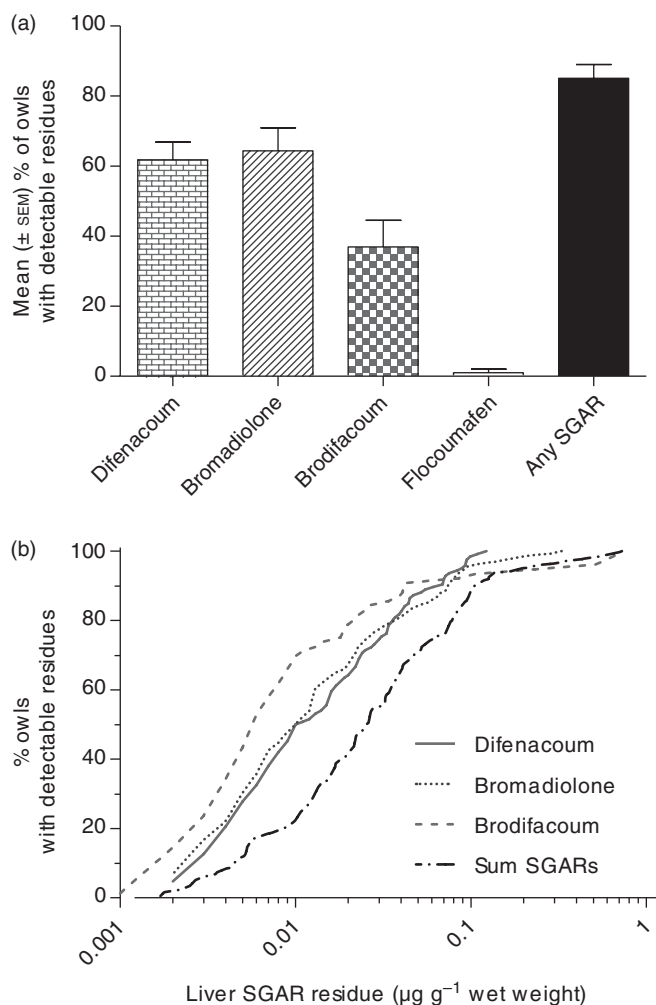 (a)
100
80
60
40
20
0
Mean (± SEM) % of owls
with detectable residues
Difenacoum
Bromadiolone
Brodifacoum
Flocoumafen
Any SGAR
(b)
100
80
60
40
20
0
% owls
with detectable residues
Difenacoum
Bromadiolone
Brodifacoum
Sum SGARs
0.001
0.01
0.1
1
Liver SGAR residue (µg g⁻¹ wet weight)